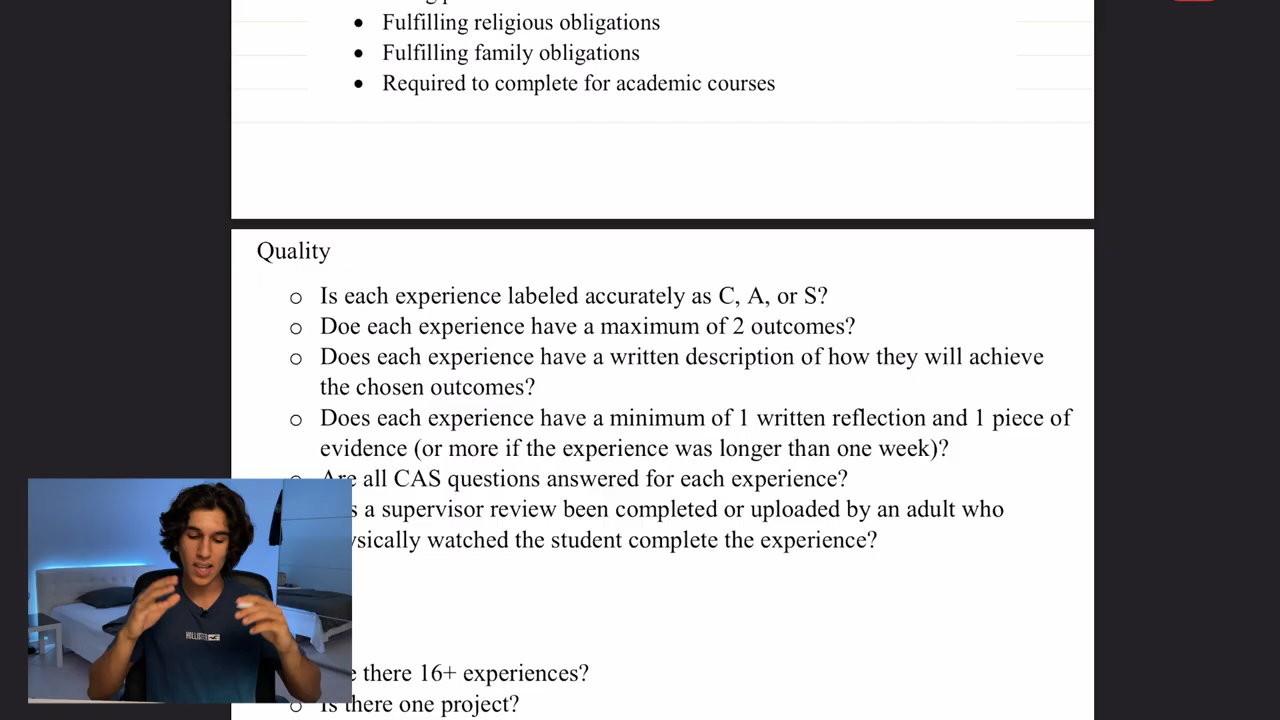 Fulfilling religious obligations
Fulfilling family obligations
Required to complete for academic courses
Quality
Is each experience labeled accurately as C, A, or S?
Doe each experience have a maximum of 2 outcomes?
Does each experience have a written description of how they will achieve
the chosen outcomes?
Does each experience have a minimum of 1 written reflection and 1 piece of
evidence (or more if the experience was longer than one week)?
Are all CAS questions answered for each experience?
a supervisor review been completed or uploaded by an adult who
watched the student complete the experience?
there 16+ experiences?
Is there one project?
HOLLISTER